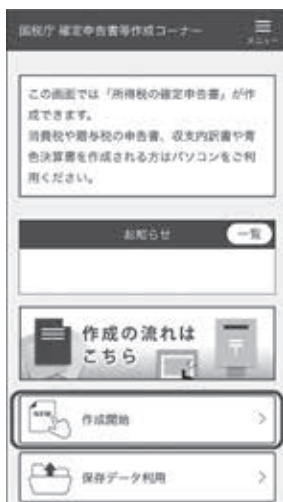 国税庁 確定申告書等作成コーナー
メニュー
この画面では「所得税の確定申告書」が作
成できます。
消費税や贈与税の申告書、収支内訳書や青
色決算書を作成される方はパソコンをご利
用ください。
お知らせ
一覧
作成の流れは
こちら
NEW
作成開始
保存データ利用